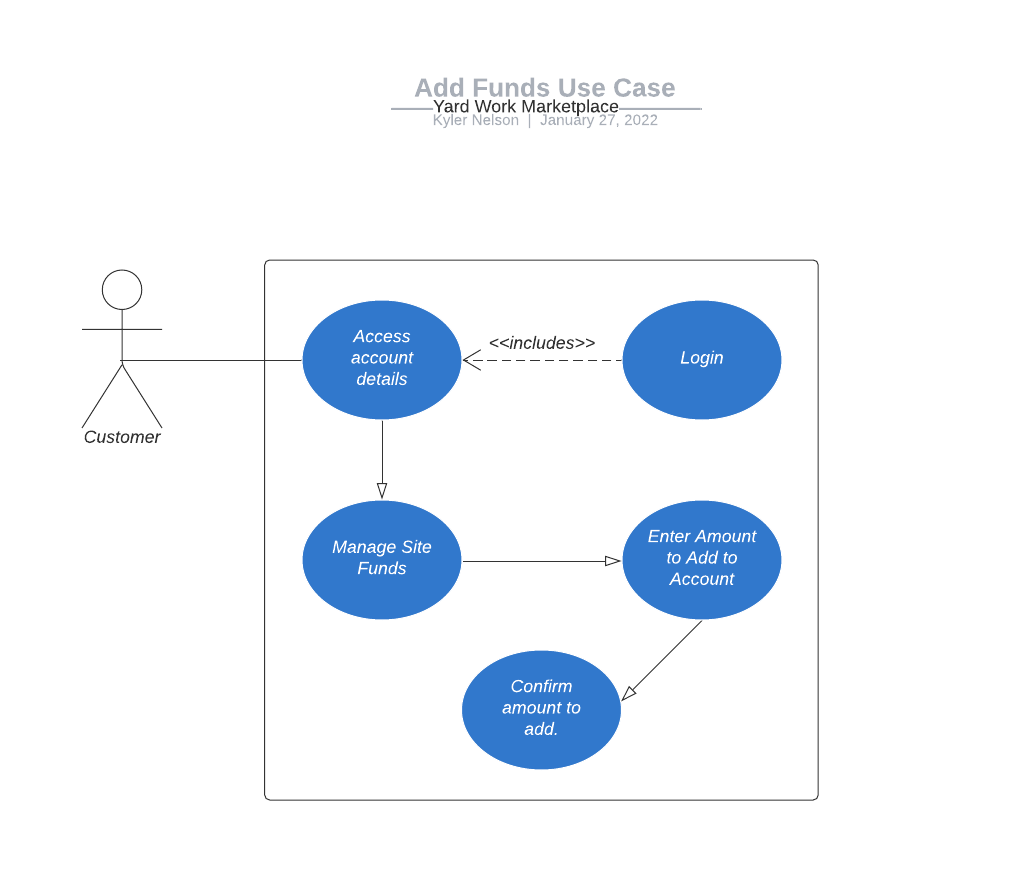 Add Funds Use Case
Yard Work Marketplace
Kyler Nelson | January 27, 2022
Access
account
details
<<includes>>
Login
Customer
Manage Site
Funds
Enter Amount
to Add to
Account
Confirm
amount to
add.